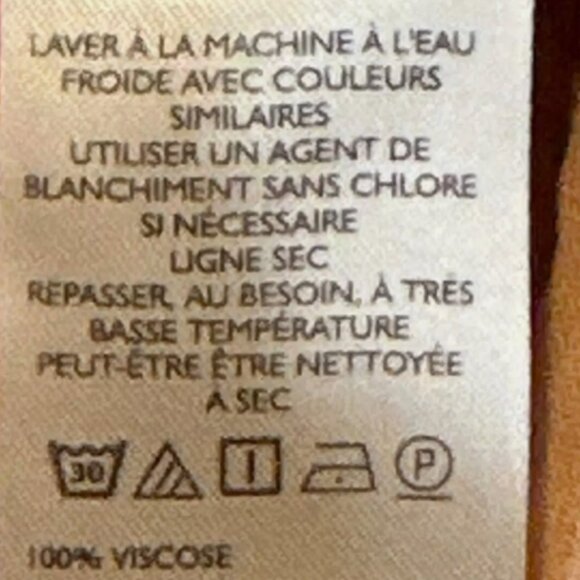 LAVER À LA MACHINE À L'EAU
FROIDE AVEC COULEURS
SIMILAIRES
UTILISER UN AGENT DE
BLANCHIMENT SANS CHLORE
SI NÉCESSAIRE
LIGNE SEC
REPASSER, AU BESOIN, À TRÈS
BASSE TEMPÉRATURE
PEUT-ÊTRE ÊTRE NETTOYÉE
A SEC
30 P
100% VISCOSE